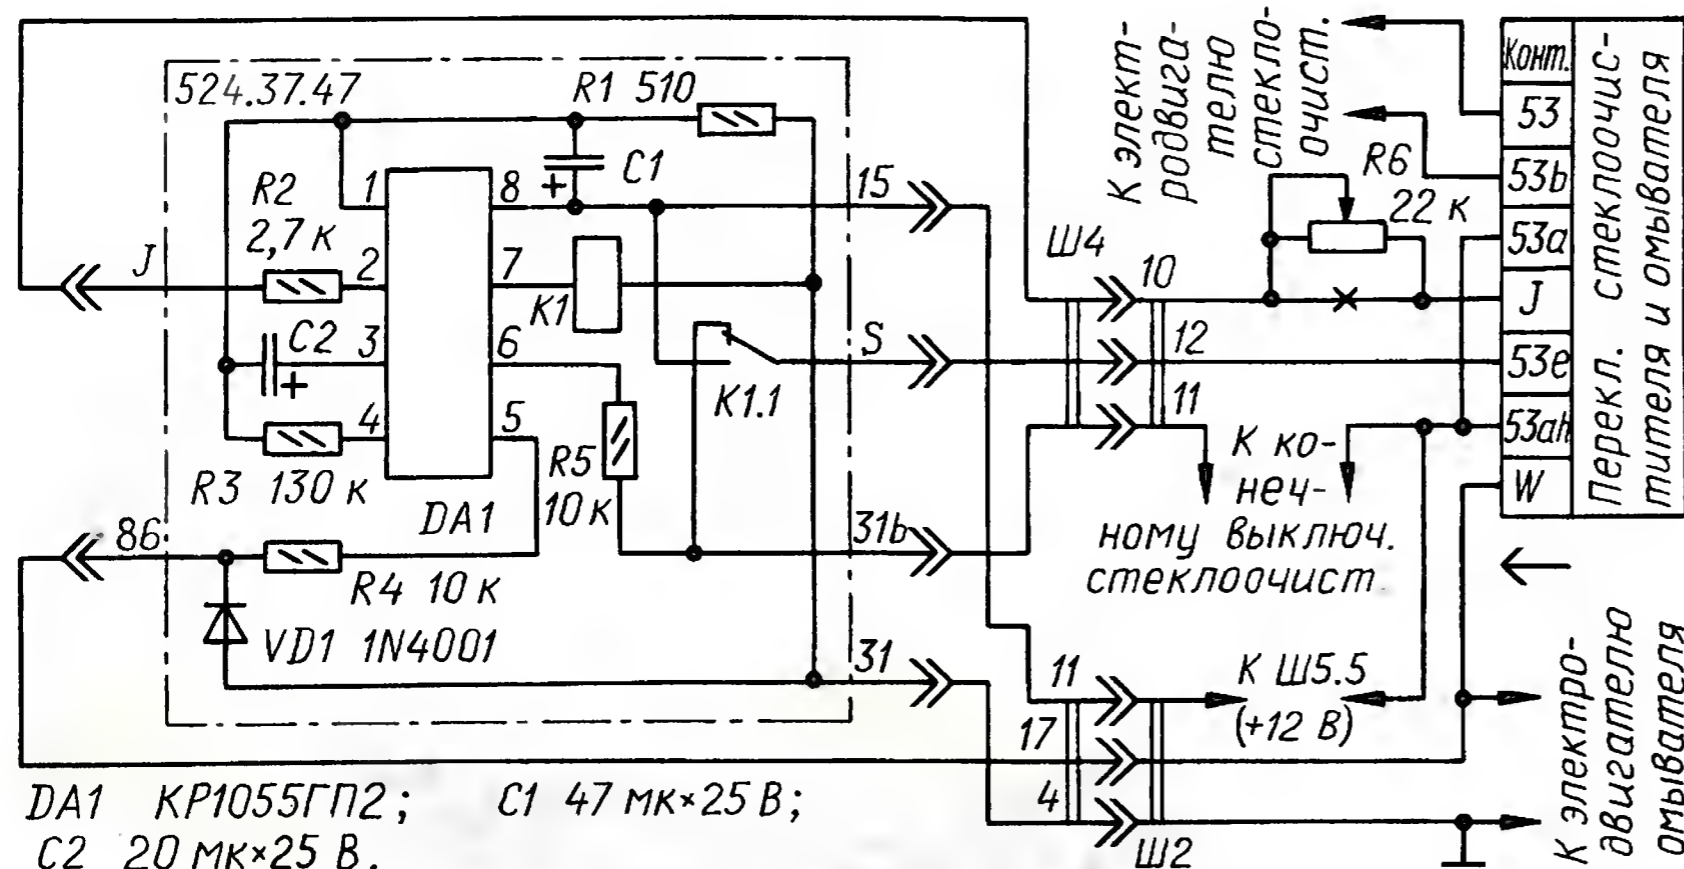 524.37.47
R1 510
C1
R2
2,7 к
J
1
2
3
4
8
7
6
5
C2
К1
К1.1
R3 130 к
DA1
R5
10 к
86
R4 10 к
VD1 1N4001
15
S
31b
31
Ш4
10
12
11
11
17
4
Ш2
К элект-
родвига-
телю
стекло-
очист.
R6
22 к
К ко-
неч-
ному выключ.
стеклоочист.
К Ш5.5
(+12 В)
Конт.
53
53b
53a
J
53e
53ah
W
Перекл. стеклоочис-
тителя и омывателя
К электро-
двигателю
омывателя
DA1 КР1055ГП2; C1 47 мк×25 В;
C2 20 мк×25 В.